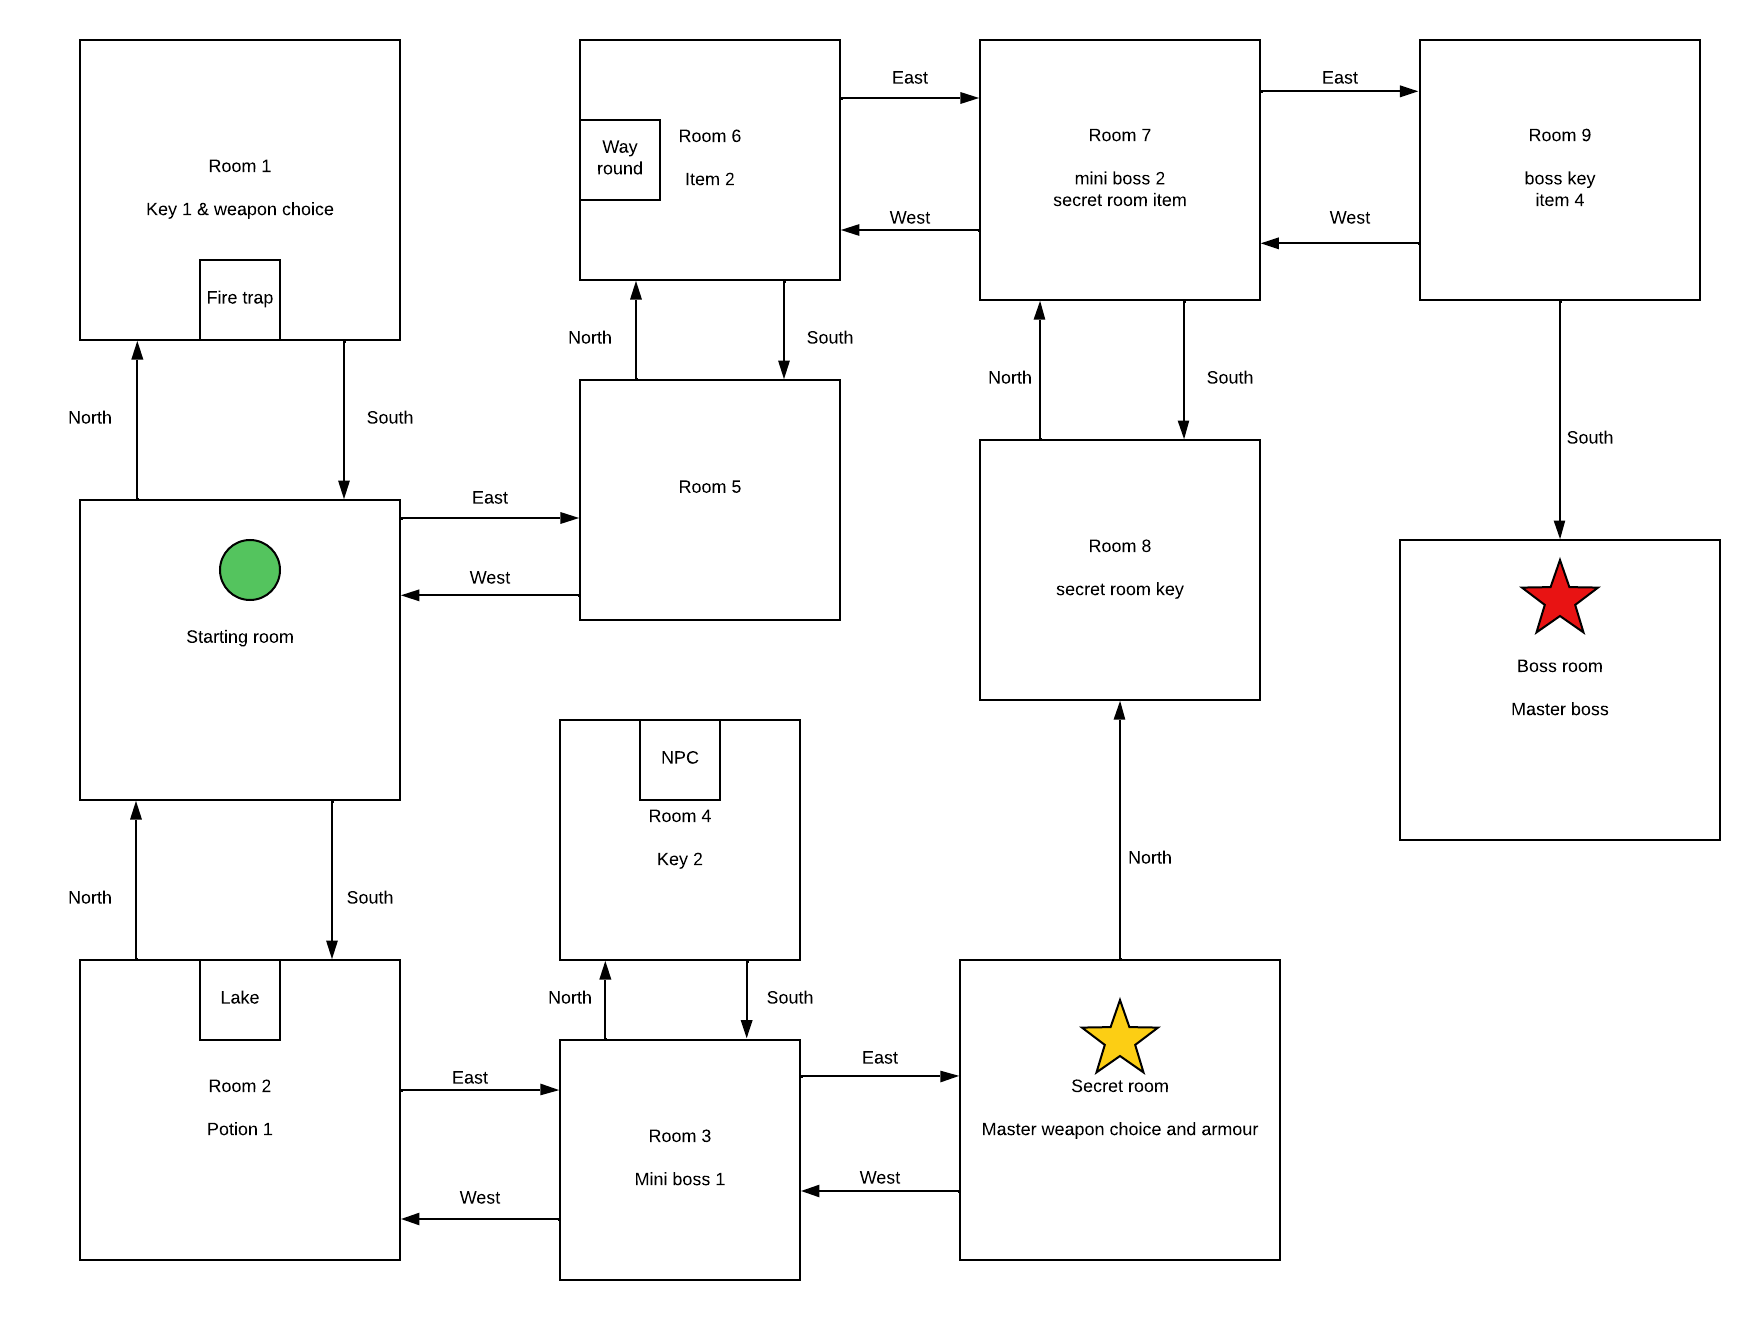 East
East
Room 1
Key 1 & weapon choice
Fire trap
Way
round
Room 6
Item 2
Room 7
mini boss 2
secret room item
Room 9
boss key
item 4
West
West
North
South
North
South
North
South
South
East
West
Room 5
Starting room
Room 8
secret room key
Boss room
Master boss
NPC
Room 4
Key 2
North
North
South
North
South
Lake
Room 2
Potion 1
East
West
Room 3
Mini boss 1
East
West
Secret room
Master weapon choice and armour